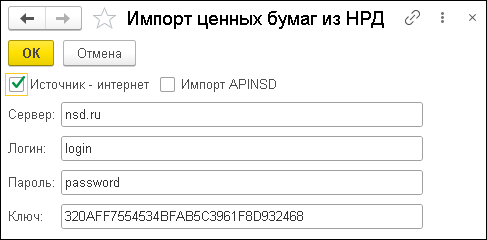 Импорт ценных бумаг из НРД
ОК Отмена
Источник - интернет Импорт APINSD
Сервер: nsd.ru
Логин: login
Пароль: password
Ключ: 320AFF7554534BFAB5C3961F8D932468